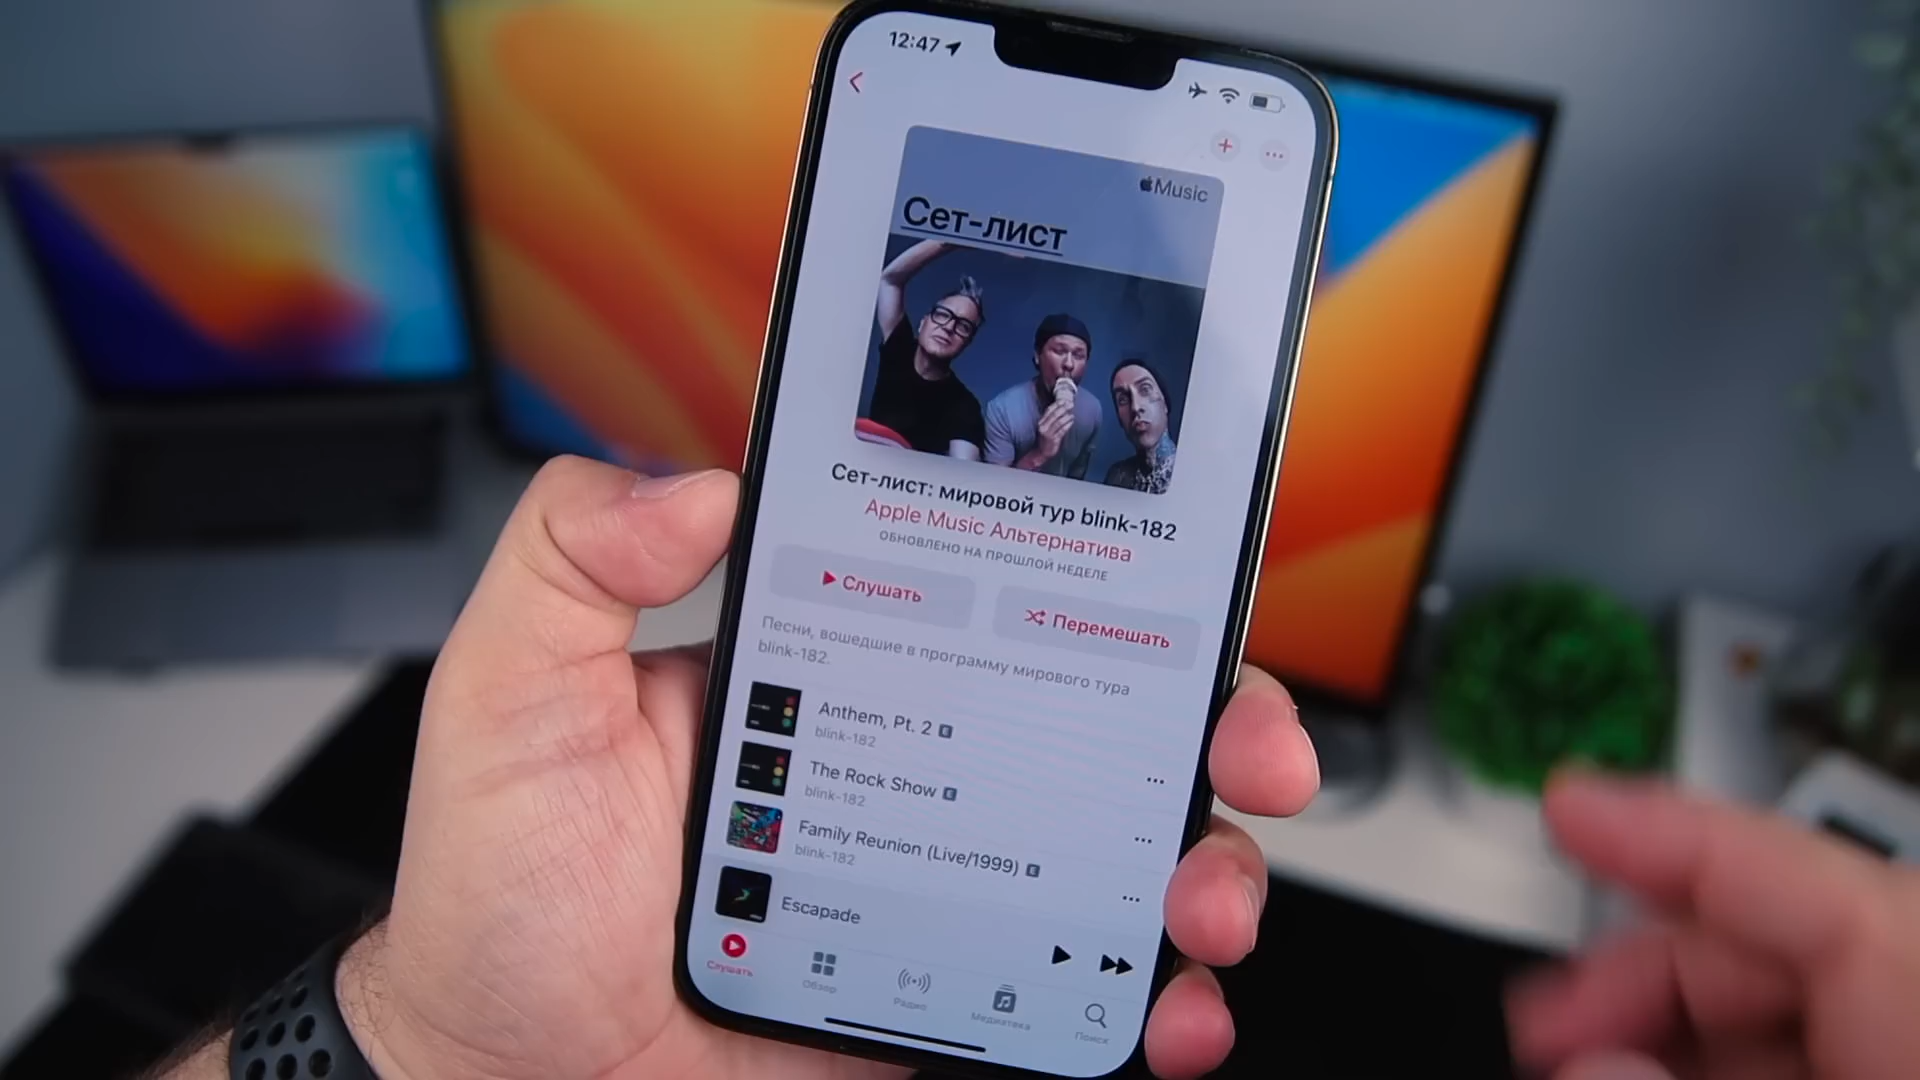 12:47
Music
Сет-лист
Сет-лист: мировой тур blink-182
Apple Music Альтернатива
ОБНОВЛЕНО НА ПРОШЛОЙ НЕДЕЛЕ
Слушать
Перемешать
Песни, вошедшие в программу мирового тура
blink-182.
Anthem, Pt. 2 E
blink-182
The Rock Show E
blink-182
Family Reunion (Live/1999) E
blink-182
Escapade
Слушать
Обзор
Радио
Медиатека
Поиск